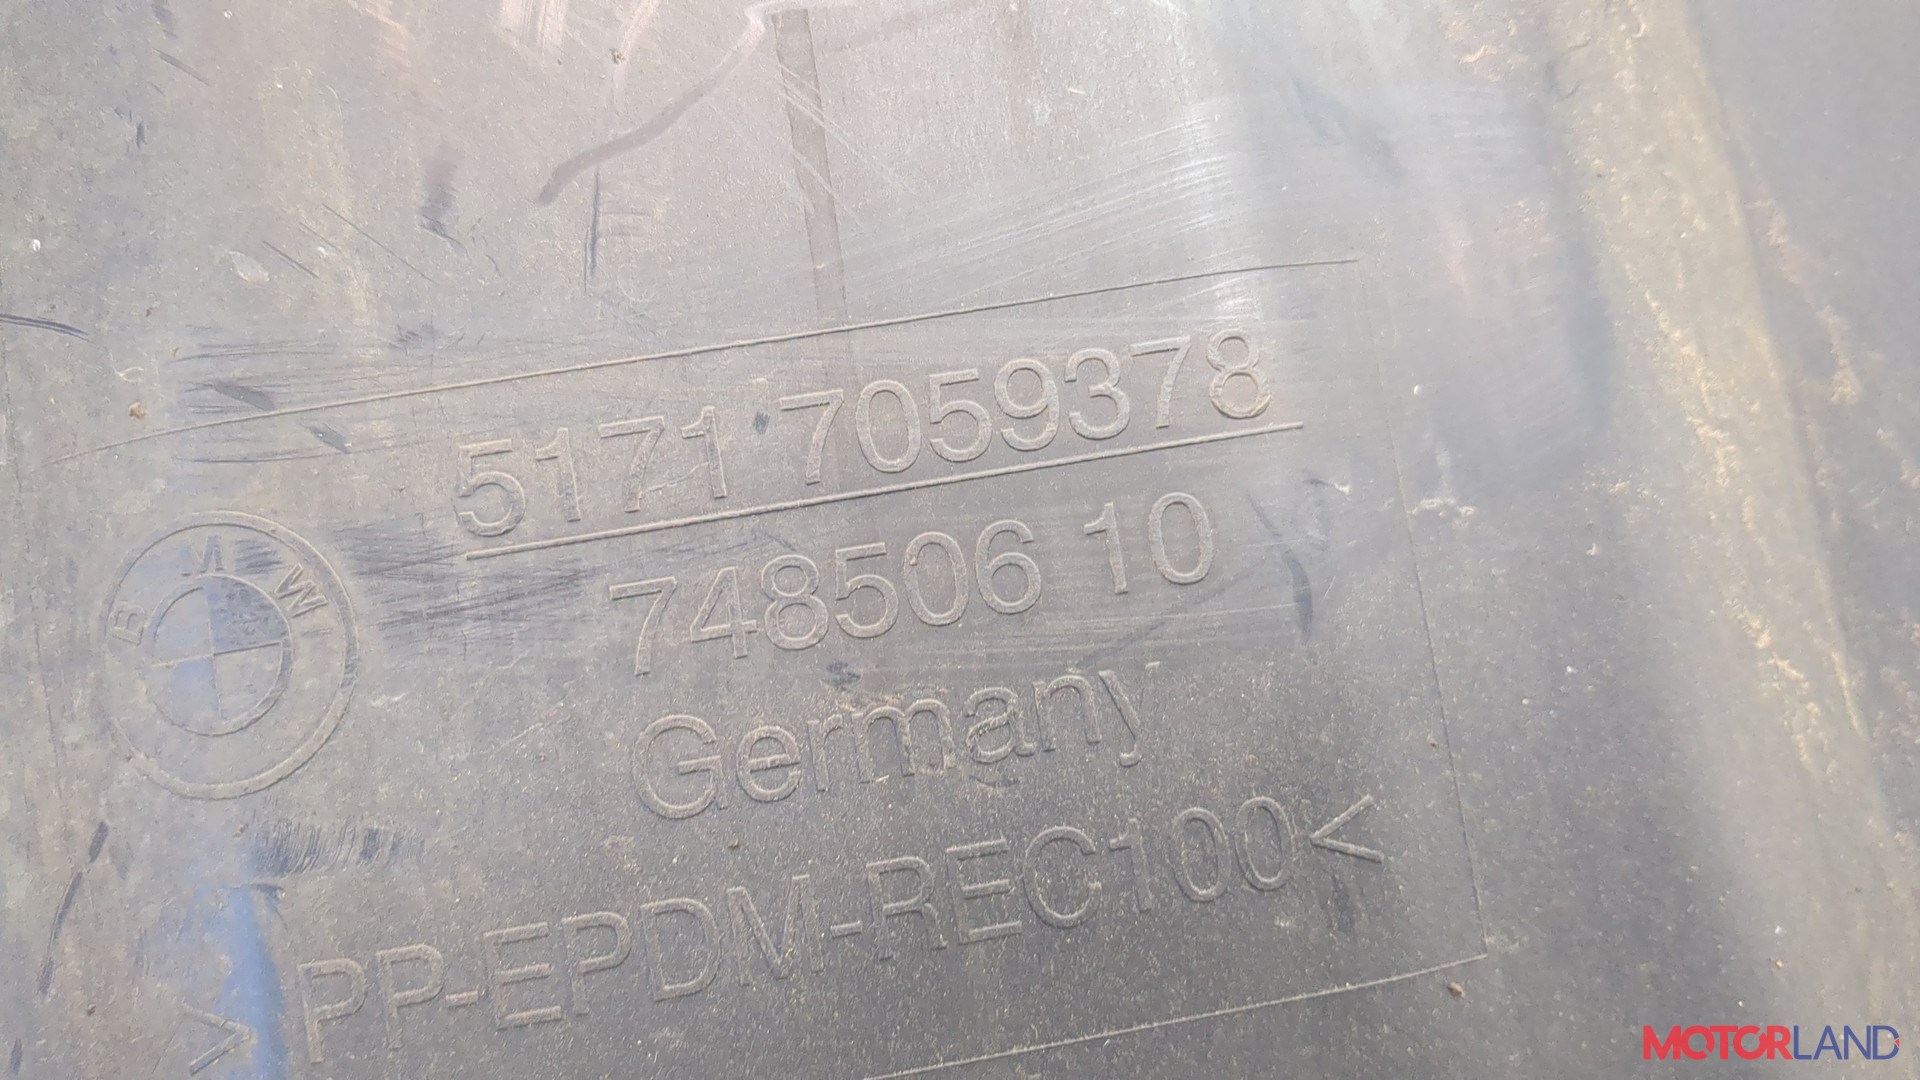 5171 7059378
BMW
748506 10
Germany
>PP-EPDM-REC100<
MOTORLAND